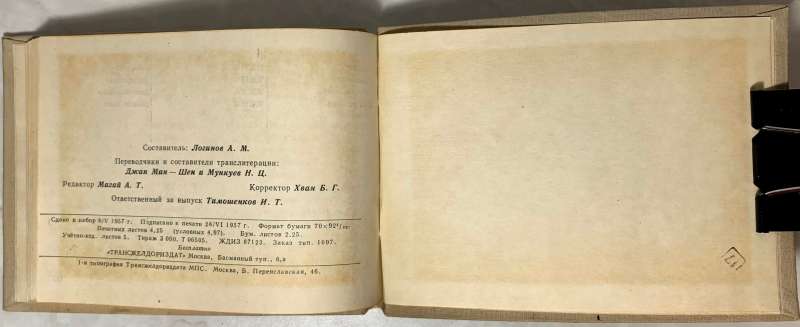 Составитель: Логинов А. М.
Переводчики и составители транслитерации:
Джан Мин — Шен и Мункуев Н. Ц.
Редактор Магай А. Т. Корректор Хван Б. Г.
Ответственный за выпуск Тимошенков И. Т.
Сдано в набор 8/V 1957 г. Подписано к печати 26/VI 1957 г. Формат бумаги 70×92
Печатных листов 4,25 (условных 4,97). Бум. листов 2.25.
Учётно-изд. листов 5. Тираж 3 000. Т 06505. ЖДИЗ 87123. Заказ тип. 1097.
Бесплатно
«ТРАНСЖЕЛДОРИЗДАТ» Москва, Басманный туп., 6,а
1-я типография Трансжелдориздата МПС. Москва, Б. Переяславская, 46.